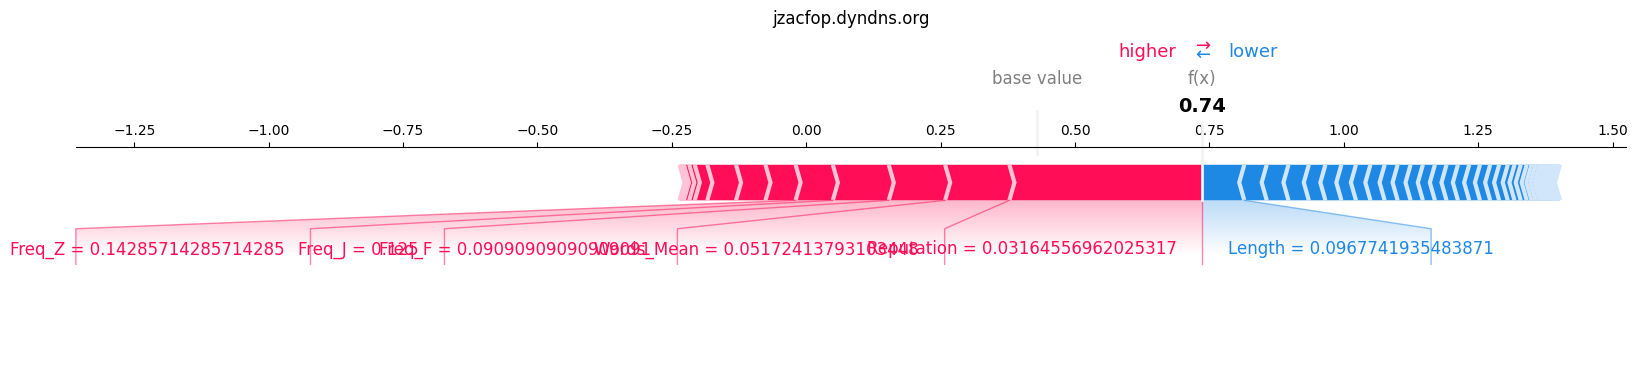 jzacfop.dyndns.org
higher ⇄ lower
base value f(x)
0.74
−1.25 −1.00 −0.75 −0.50 −0.25 0.00 0.25 0.50 0.75 1.00 1.25 1.50
Freq_Z = 0.14285714285714285 Freq_J = 0.125 Freq_F = 0.09090909090909091 Words_Mean = 0.05172413793103448 Reputation = 0.03164556962025317 Length = 0.0967741935483871